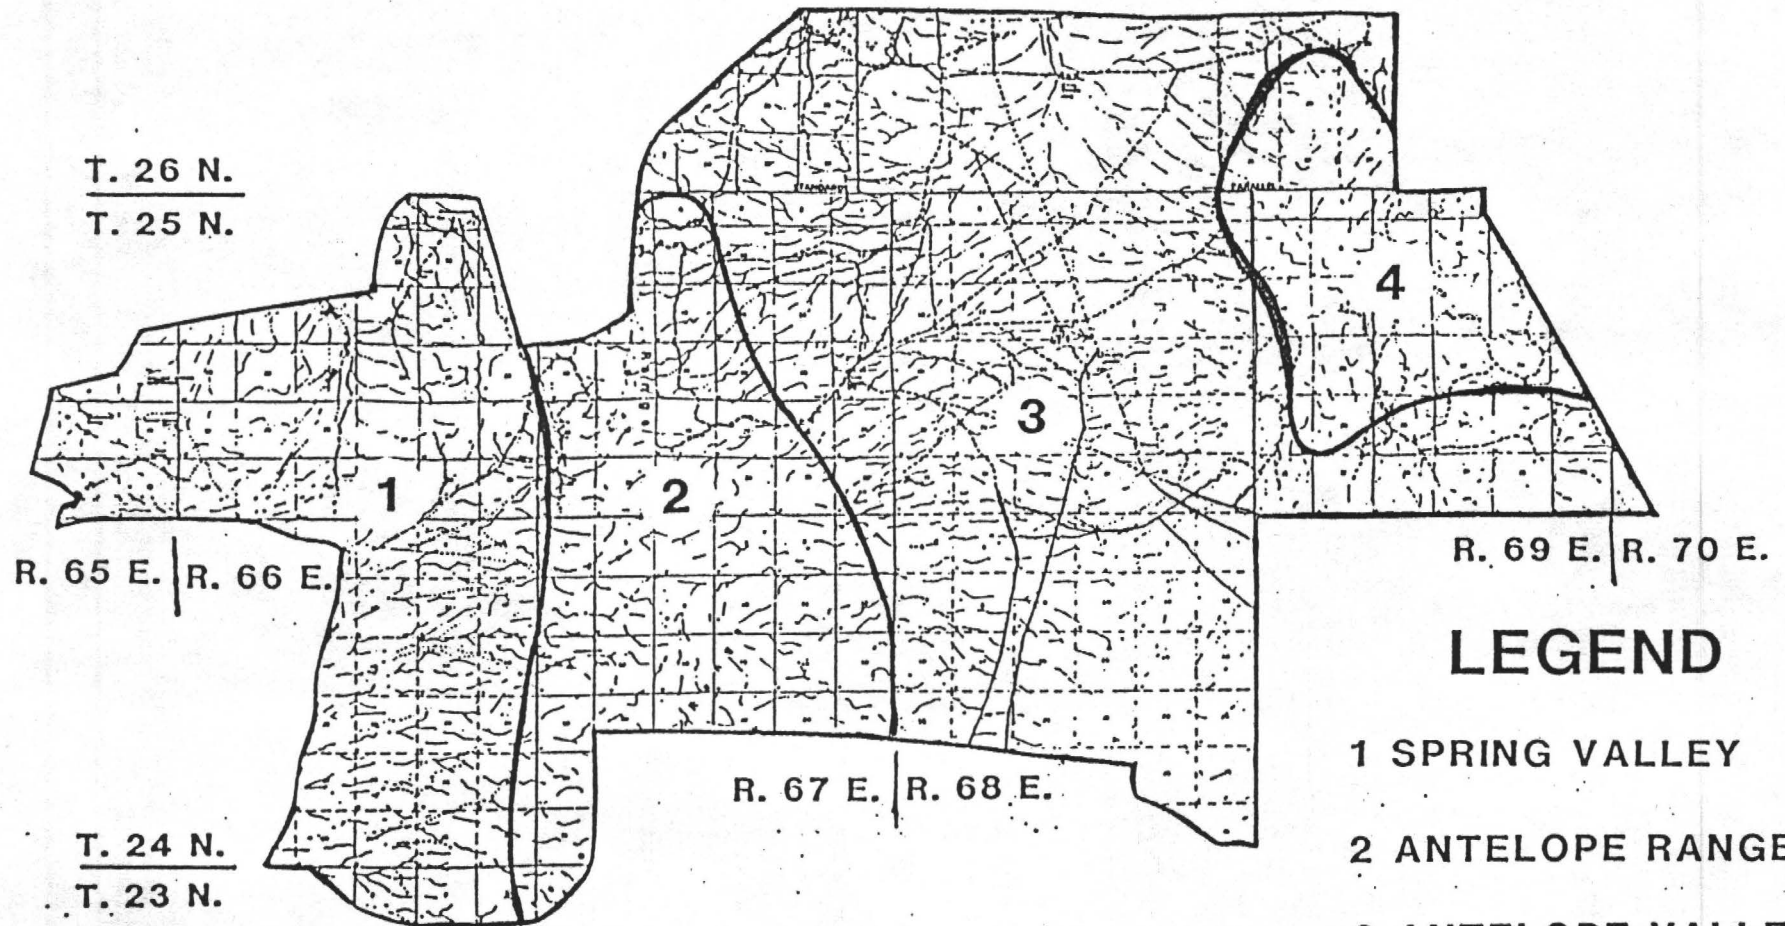 T. 26 N.
T. 25 N.
4
3
1
2
R. 65 E. R. 66 E.
R. 69 E. R. 70 E.
LEGEND
1 SPRING VALLEY
R. 67 E. R. 68 E.
2 ANTELOPE RANGE
T. 24 N.
T. 23 N.